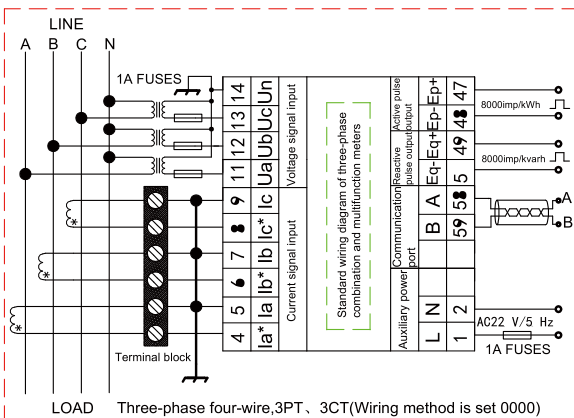 LINE
A B C N
1A FUSES
14 Un
13 Uc
12 Ub
11 Ua
Voltage signal input
9 Ic
8 Ic*
7 Ib
6 Ib*
5 Ia
4 Ia*
Current signal input
Terminal block
Standard wiring diagram of three-phase
combination and multifunction meters
Active pulse
output
Ep+ 47
Ep- 48
8000imp/kWh
Reactive
pulse output
Eq+ 49
Eq- 5
8000imp/kvarh
Communication
port
A 58
B 59
A
B
Auxiliary power
N 2
L 1
AC22 V/5 Hz
1A FUSES
LOAD
Three-phase four-wire,3PT、3CT(Wiring method is set 0000)